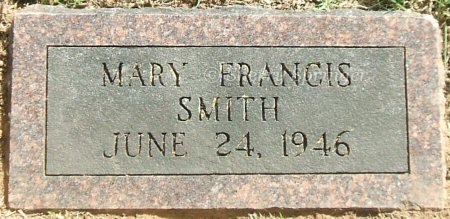 MARY FRANCIS
SMITH
JUNE 24, 1946